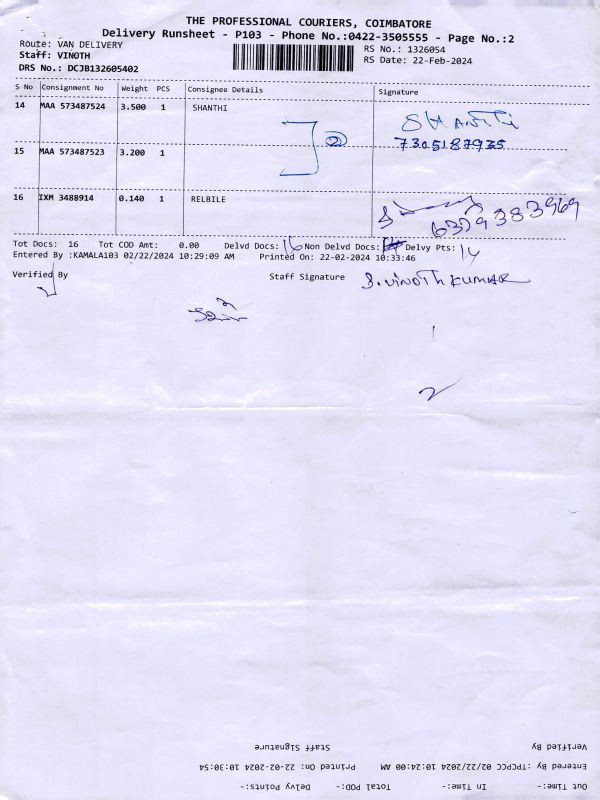 THE PROFESSIONAL COURIERS, COIMBATORE
Delivery Runsheet - P103 - Phone No.:0422-3505555 - Page No.:2
Route: VAN DELIVERY RS No.: 1326054
Staff: VINOTH RS Date: 22-Feb-2024
DRS No.: DCJB132605402
S No Consignment No Weight PCS Consignee Details Signature
14 MAA 573487524 3.500 1 SHANTHI SHANTHI
② 7305187935
15 MAA 573487523 3.200 1
16 IXM 3488914 0.140 1 RELBILE
6379383969
Tot Docs: 16 Tot COD Amt: 0.00 Delvd Docs: 16 Non Delvd Docs: Delvy Pts: 14
Entered By :KAMALA103 02/22/2024 10:29:09 AM Printed On: 22-02-2024 10:33:46
Verified By Staff Signature S.VINOTH KUMAR
Verified By Staff Signature
Entered By :TPCPCC 02/22/2024 10:24:00 AM Printed On: 22-02-2024 10:30:54
Out Time :- In Time:- Total POD:- Delvy Points:-